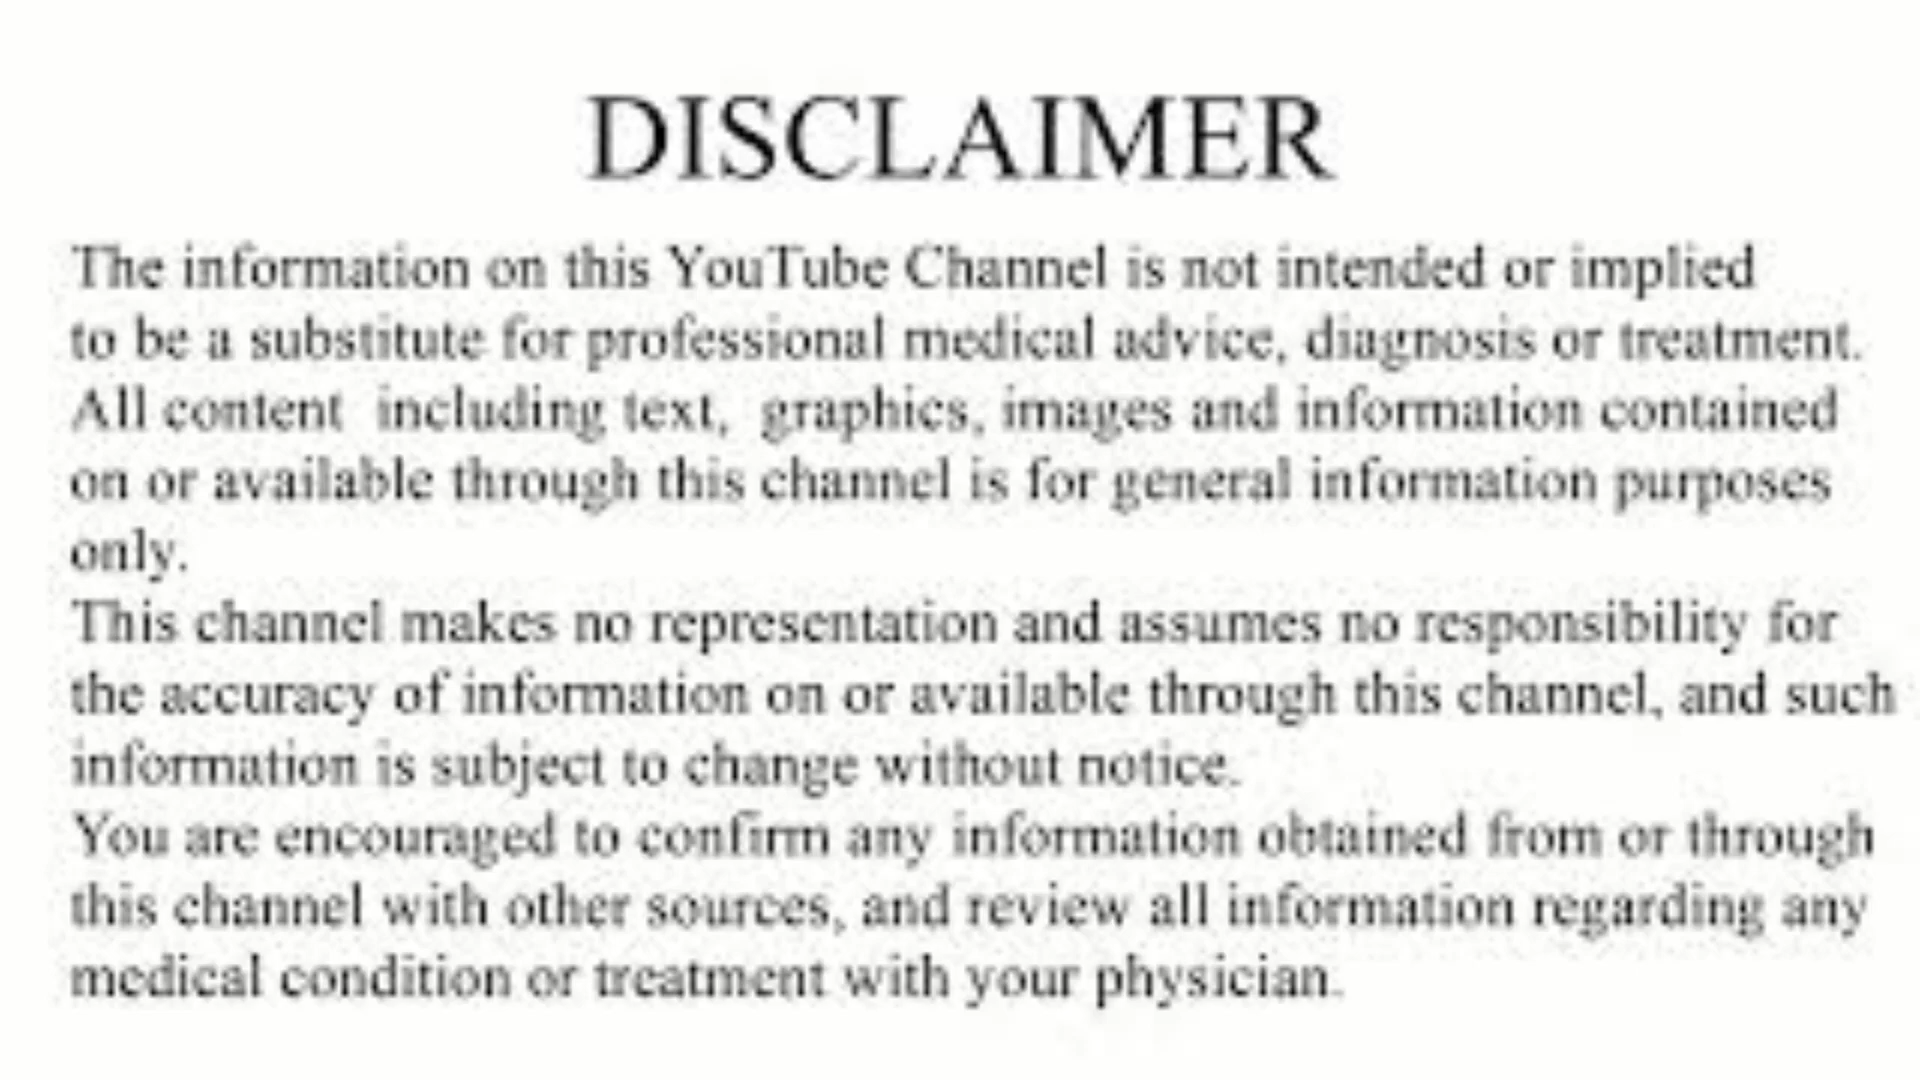 DISCLAIMER
The information on this YouTube Channel is not intended or implied
to be a substitute for professional medical advice, diagnosis or treatment.
All content including text, graphics, images and information contained
on or available through this channel is for general information purposes
only.
This channel makes no representation and assumes no responsibility for
the accuracy of information on or available through this channel, and such
information is subject to change without notice.
You are encouraged to confirm any information obtained from or through
this channel with other sources, and review all information regarding any
medical condition or treatment with your physician.